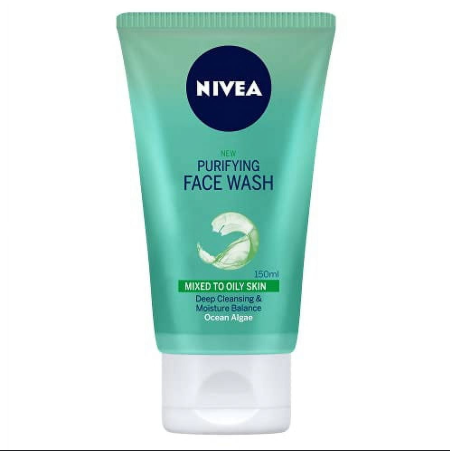 NIVEA
NEW
PURIFYING
FACE WASH
150ml
MIXED TO OILY SKIN
Deep Cleansing &
Moisture Balance
Ocean Algae